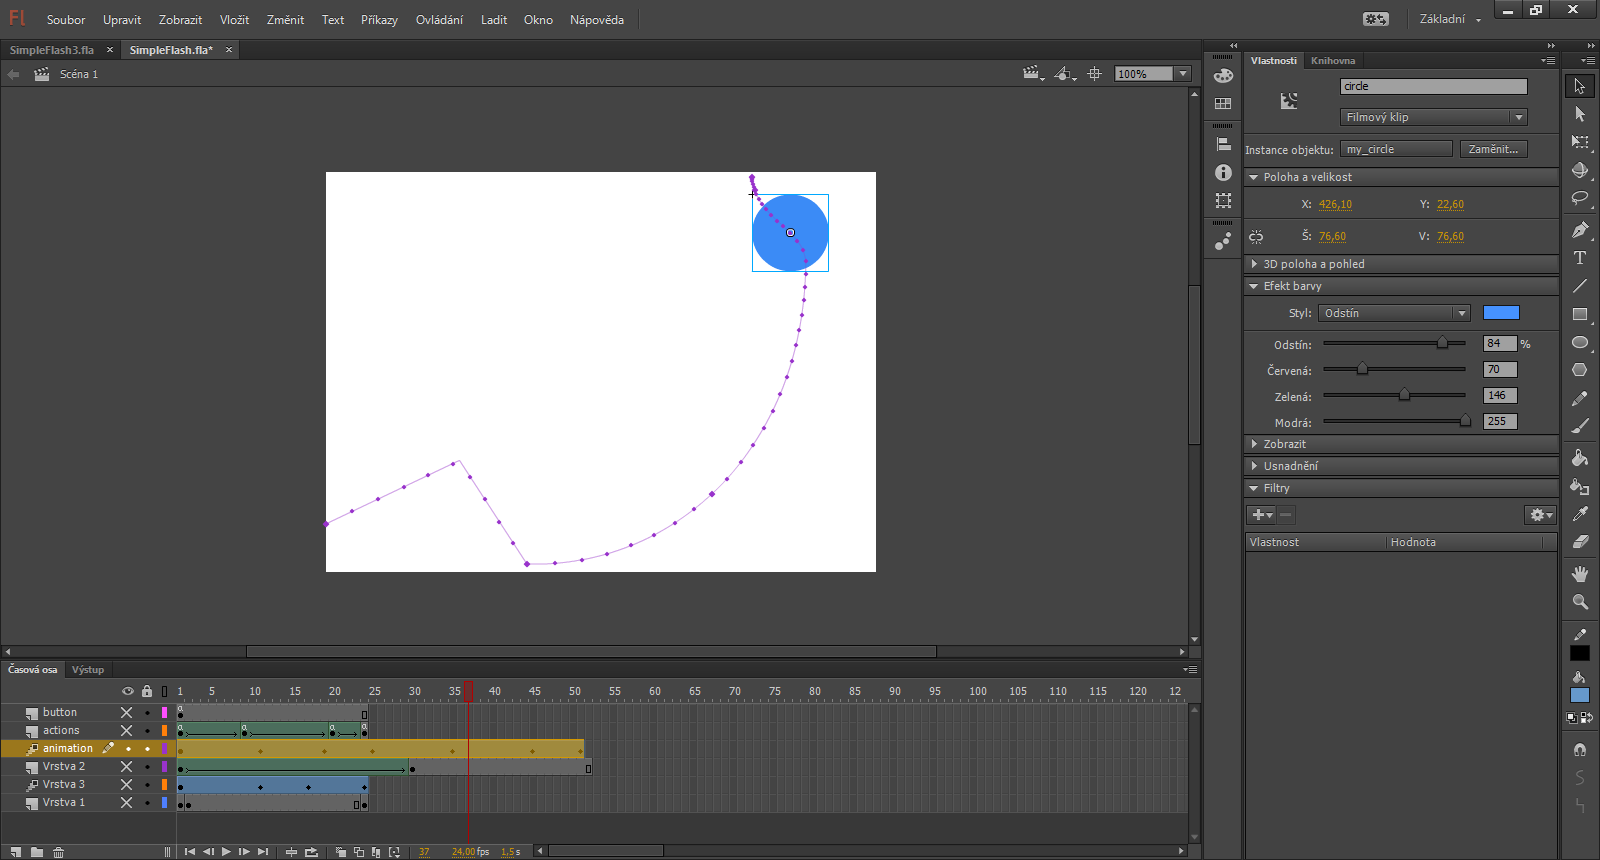 Fl Soubor Upravit Zobrazit Vložit Změnit Text Příkazy Ovládání Ladit Okno Nápověda Základní
SimpleFlash3.fla SimpleFlash.fla*
Scéna 1 100%
Vlastnosti Knihovna
circle
Filmový klip
Instance objektu: my_circle Zaměnit...
Poloha a velikost
X: 426,10 Y: 22,60
Š: 76,60 V: 76,60
3D poloha a pohled
Efekt barvy
Styl: Odstín
Odstín: 84 %
Červená: 70
Zelená: 146
Modrá: 255
Zobrazit
Usnadnění
Filtry
Vlastnost Hodnota
Časová osa Výstup
1 5 10 15 20 25 30 35 40 45 50 55 60 65 70 75 80 85 90 95 100 105 110 115 120 12
button
actions
animation
Vrstva 2
Vrstva 3
Vrstva 1
37 24,00 fps 1,5 s